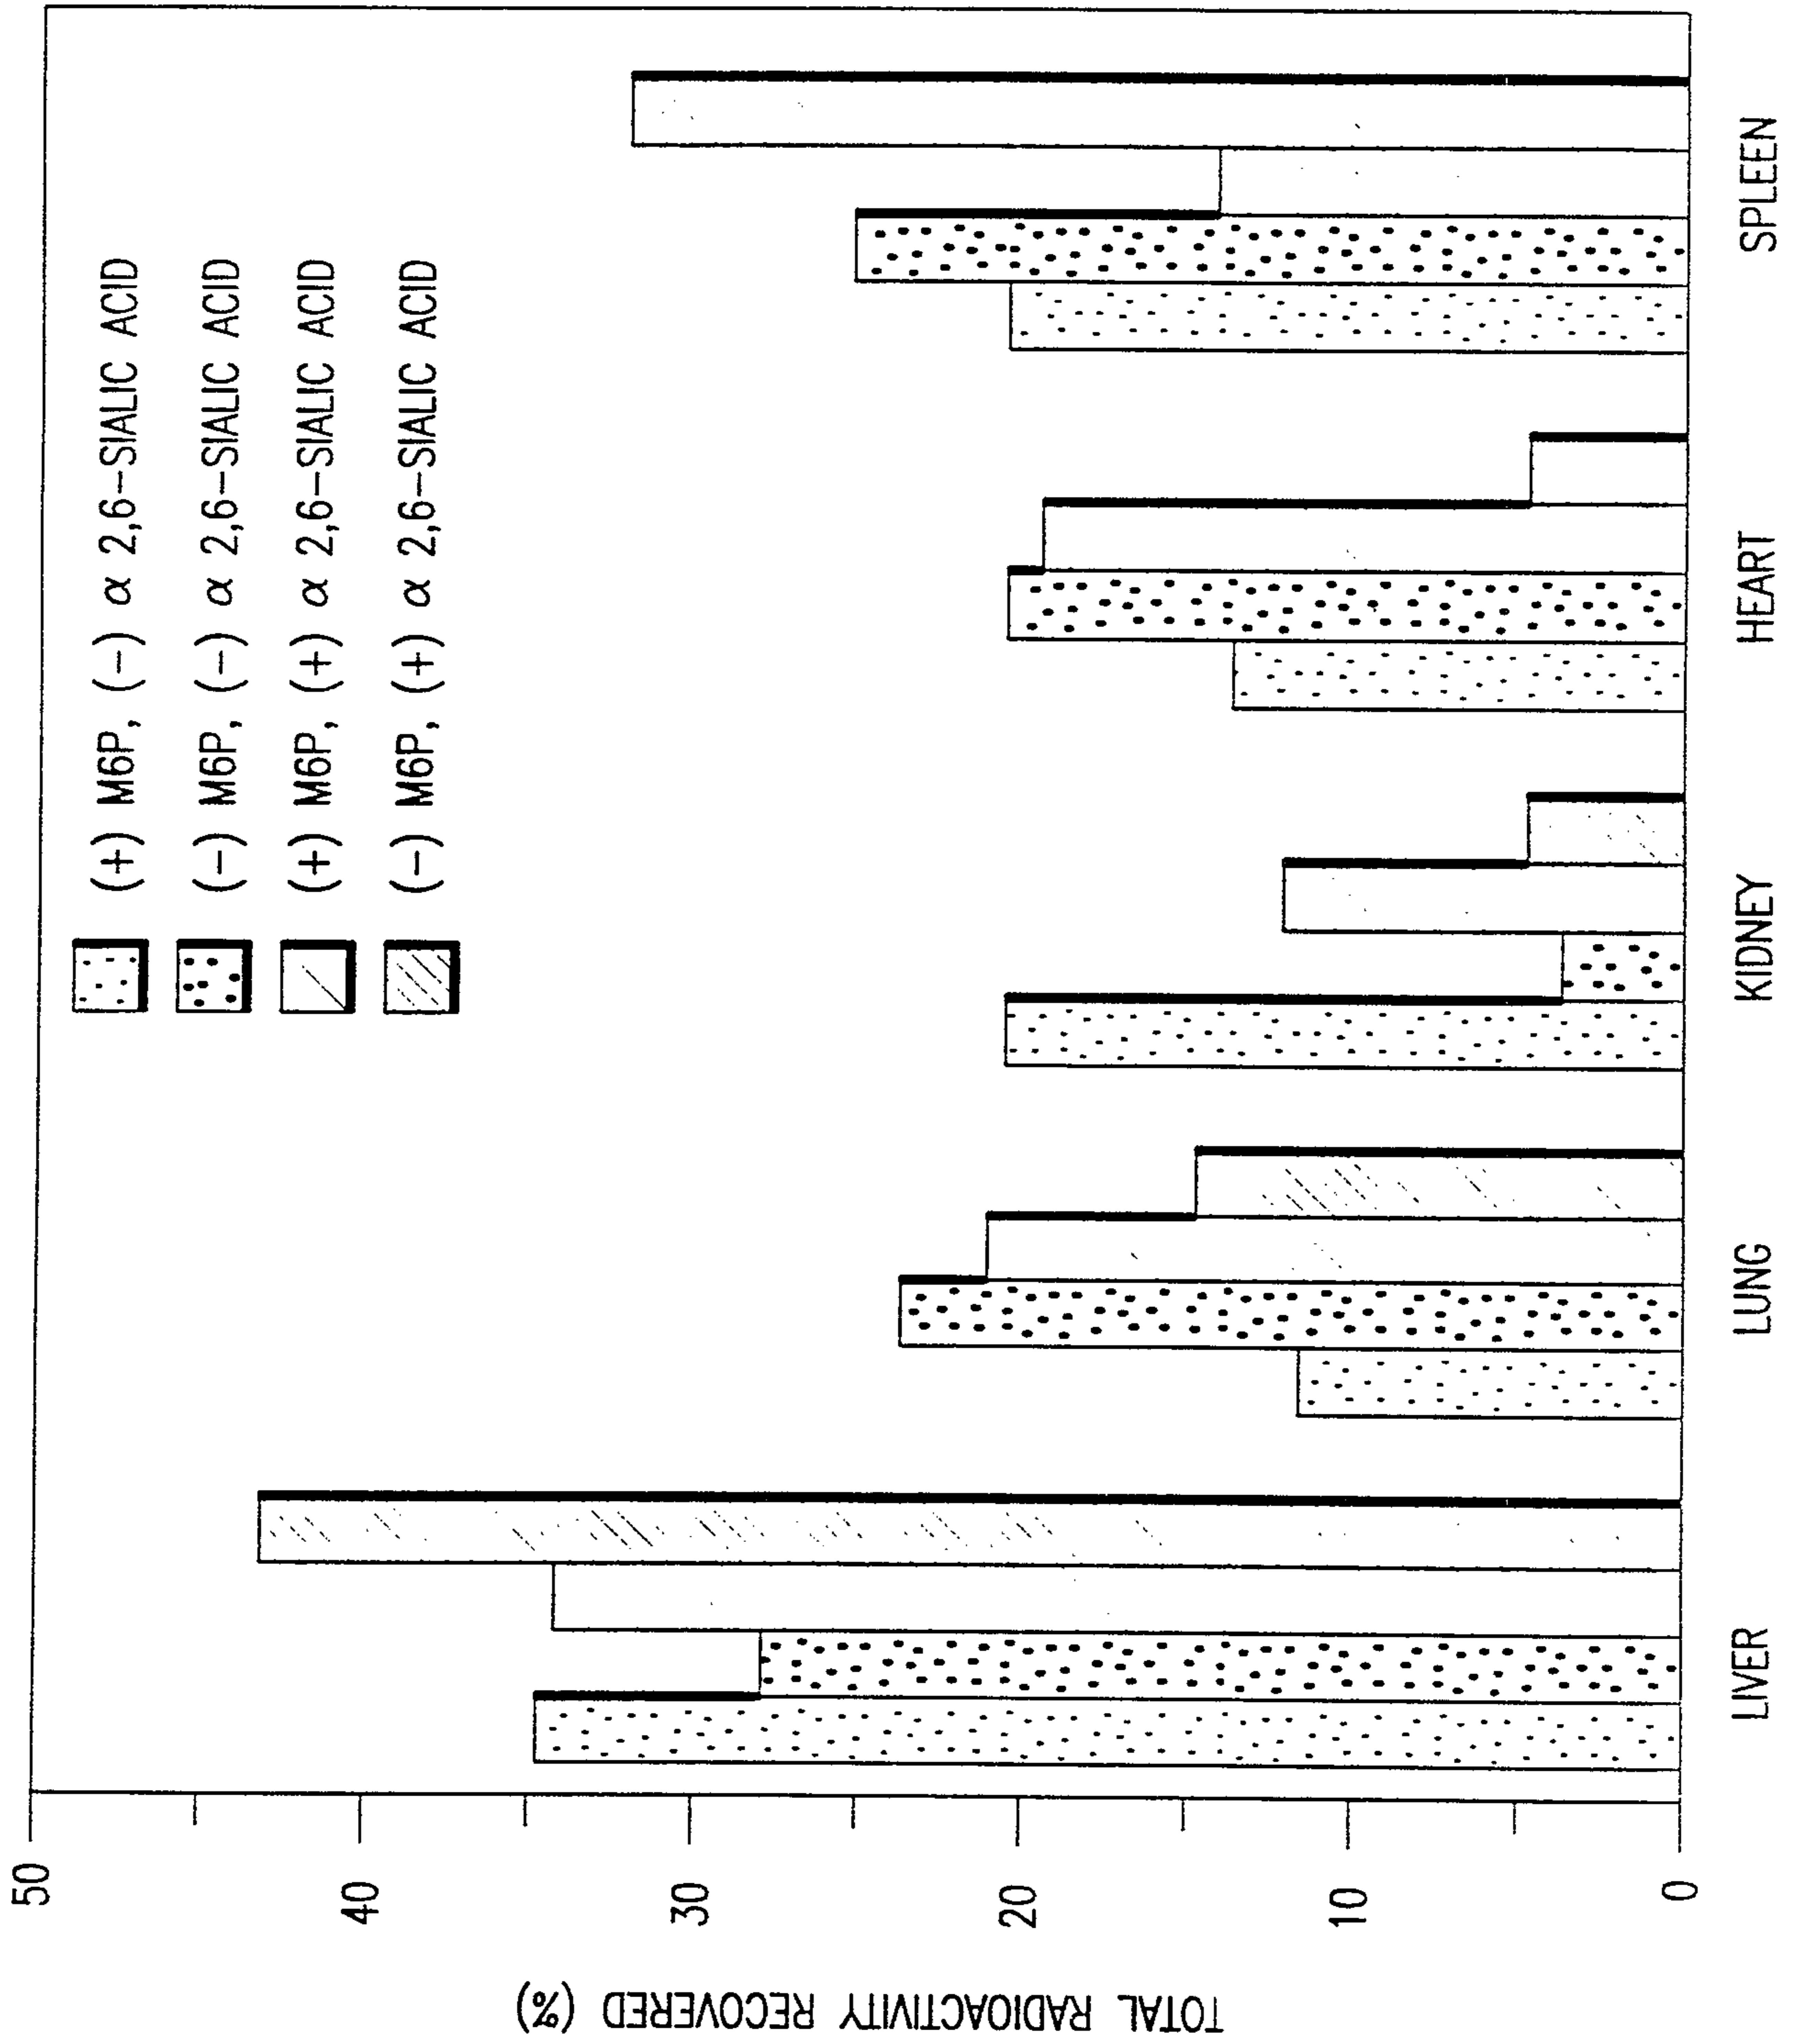 (+) M6P, (−) α 2,6−SIALIC ACID
(−) M6P, (−) α 2,6−SIALIC ACID
(+) M6P, (+) α 2,6−SIALIC ACID
(−) M6P, (+) α 2,6−SIALIC ACID
TOTAL RADIOACTIVITY RECOVERED (%)
50
40
30
20
10
0
LIVER
LUNG
KIDNEY
HEART
SPLEEN